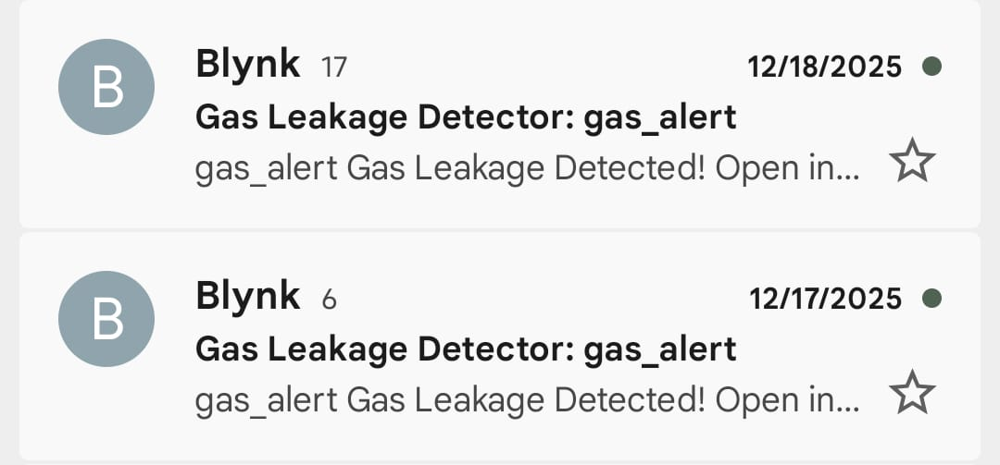 B
Blynk 17
12/18/2025
Gas Leakage Detector: gas_alert
gas_alert Gas Leakage Detected! Open in...
B
Blynk 6
12/17/2025
Gas Leakage Detector: gas_alert
gas_alert Gas Leakage Detected! Open in...